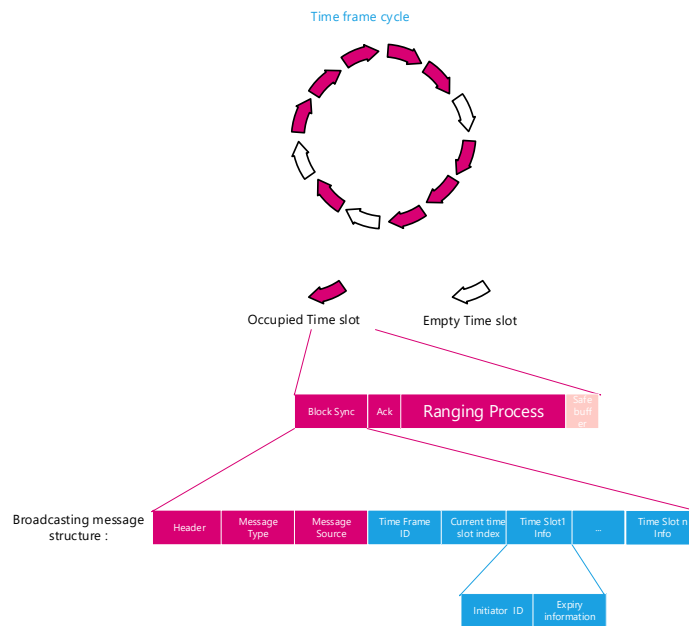 Time frame cycle
Occupied Time slot
Empty Time slot
Block Sync
Ack
Ranging Process
Safe
buff
er
Broadcasting message
structure :
Header
Message
Type
Message
Source
Time Frame
ID
Current time
slot index
Time Slot1
Info
...
Time Slot n
Info
Initiator ID
Expiry
information